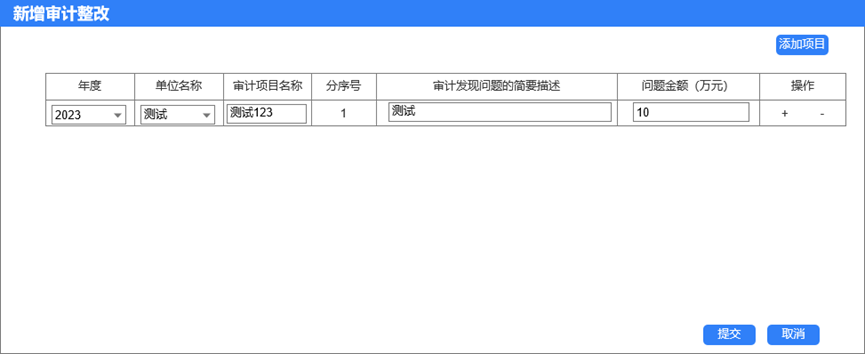 新增审计整改
添加项目
年度 单位名称 审计项目名称 分序号 审计发现问题的简要描述 问题金额（万元） 操作
2023 测试 测试123 1 测试 10 + -
提交 取消